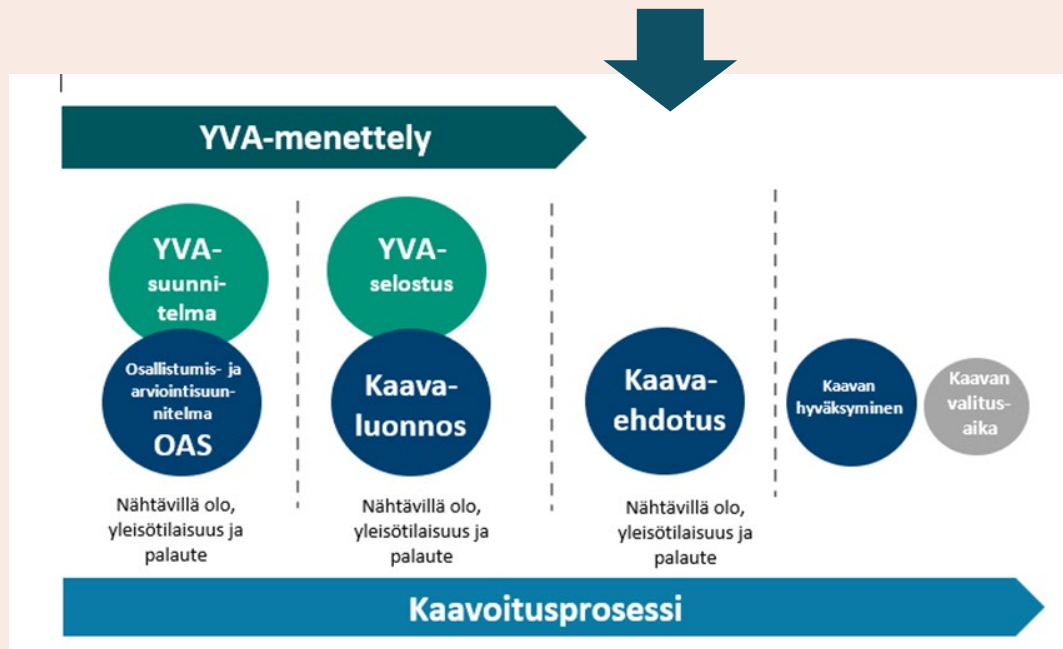 YVA-menettely
YVA-
suunni-
telma
Osallistumis- ja
arviointisuun-
nitelma
OAS
Nähtävillä olo,
yleisötilaisuus ja
palaute
YVA-
selostus
Kaava-
luonnos
Nähtävillä olo,
yleisötilaisuus ja
palaute
Kaava-
ehdotus
Nähtävillä olo,
yleisötilaisuus ja
palaute
Kaavan
hyväksyminen
Kaavan
valitus-
aika
Kaavoitusprosessi